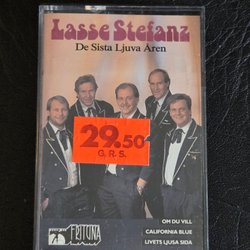 Lasse Stefanz
De Sista Ljuva Åren
29.50
G. R. S.
FRITUNA
OM DU VILL
CALIFORNIA BLUE
LIVETS LJUSA SIDA